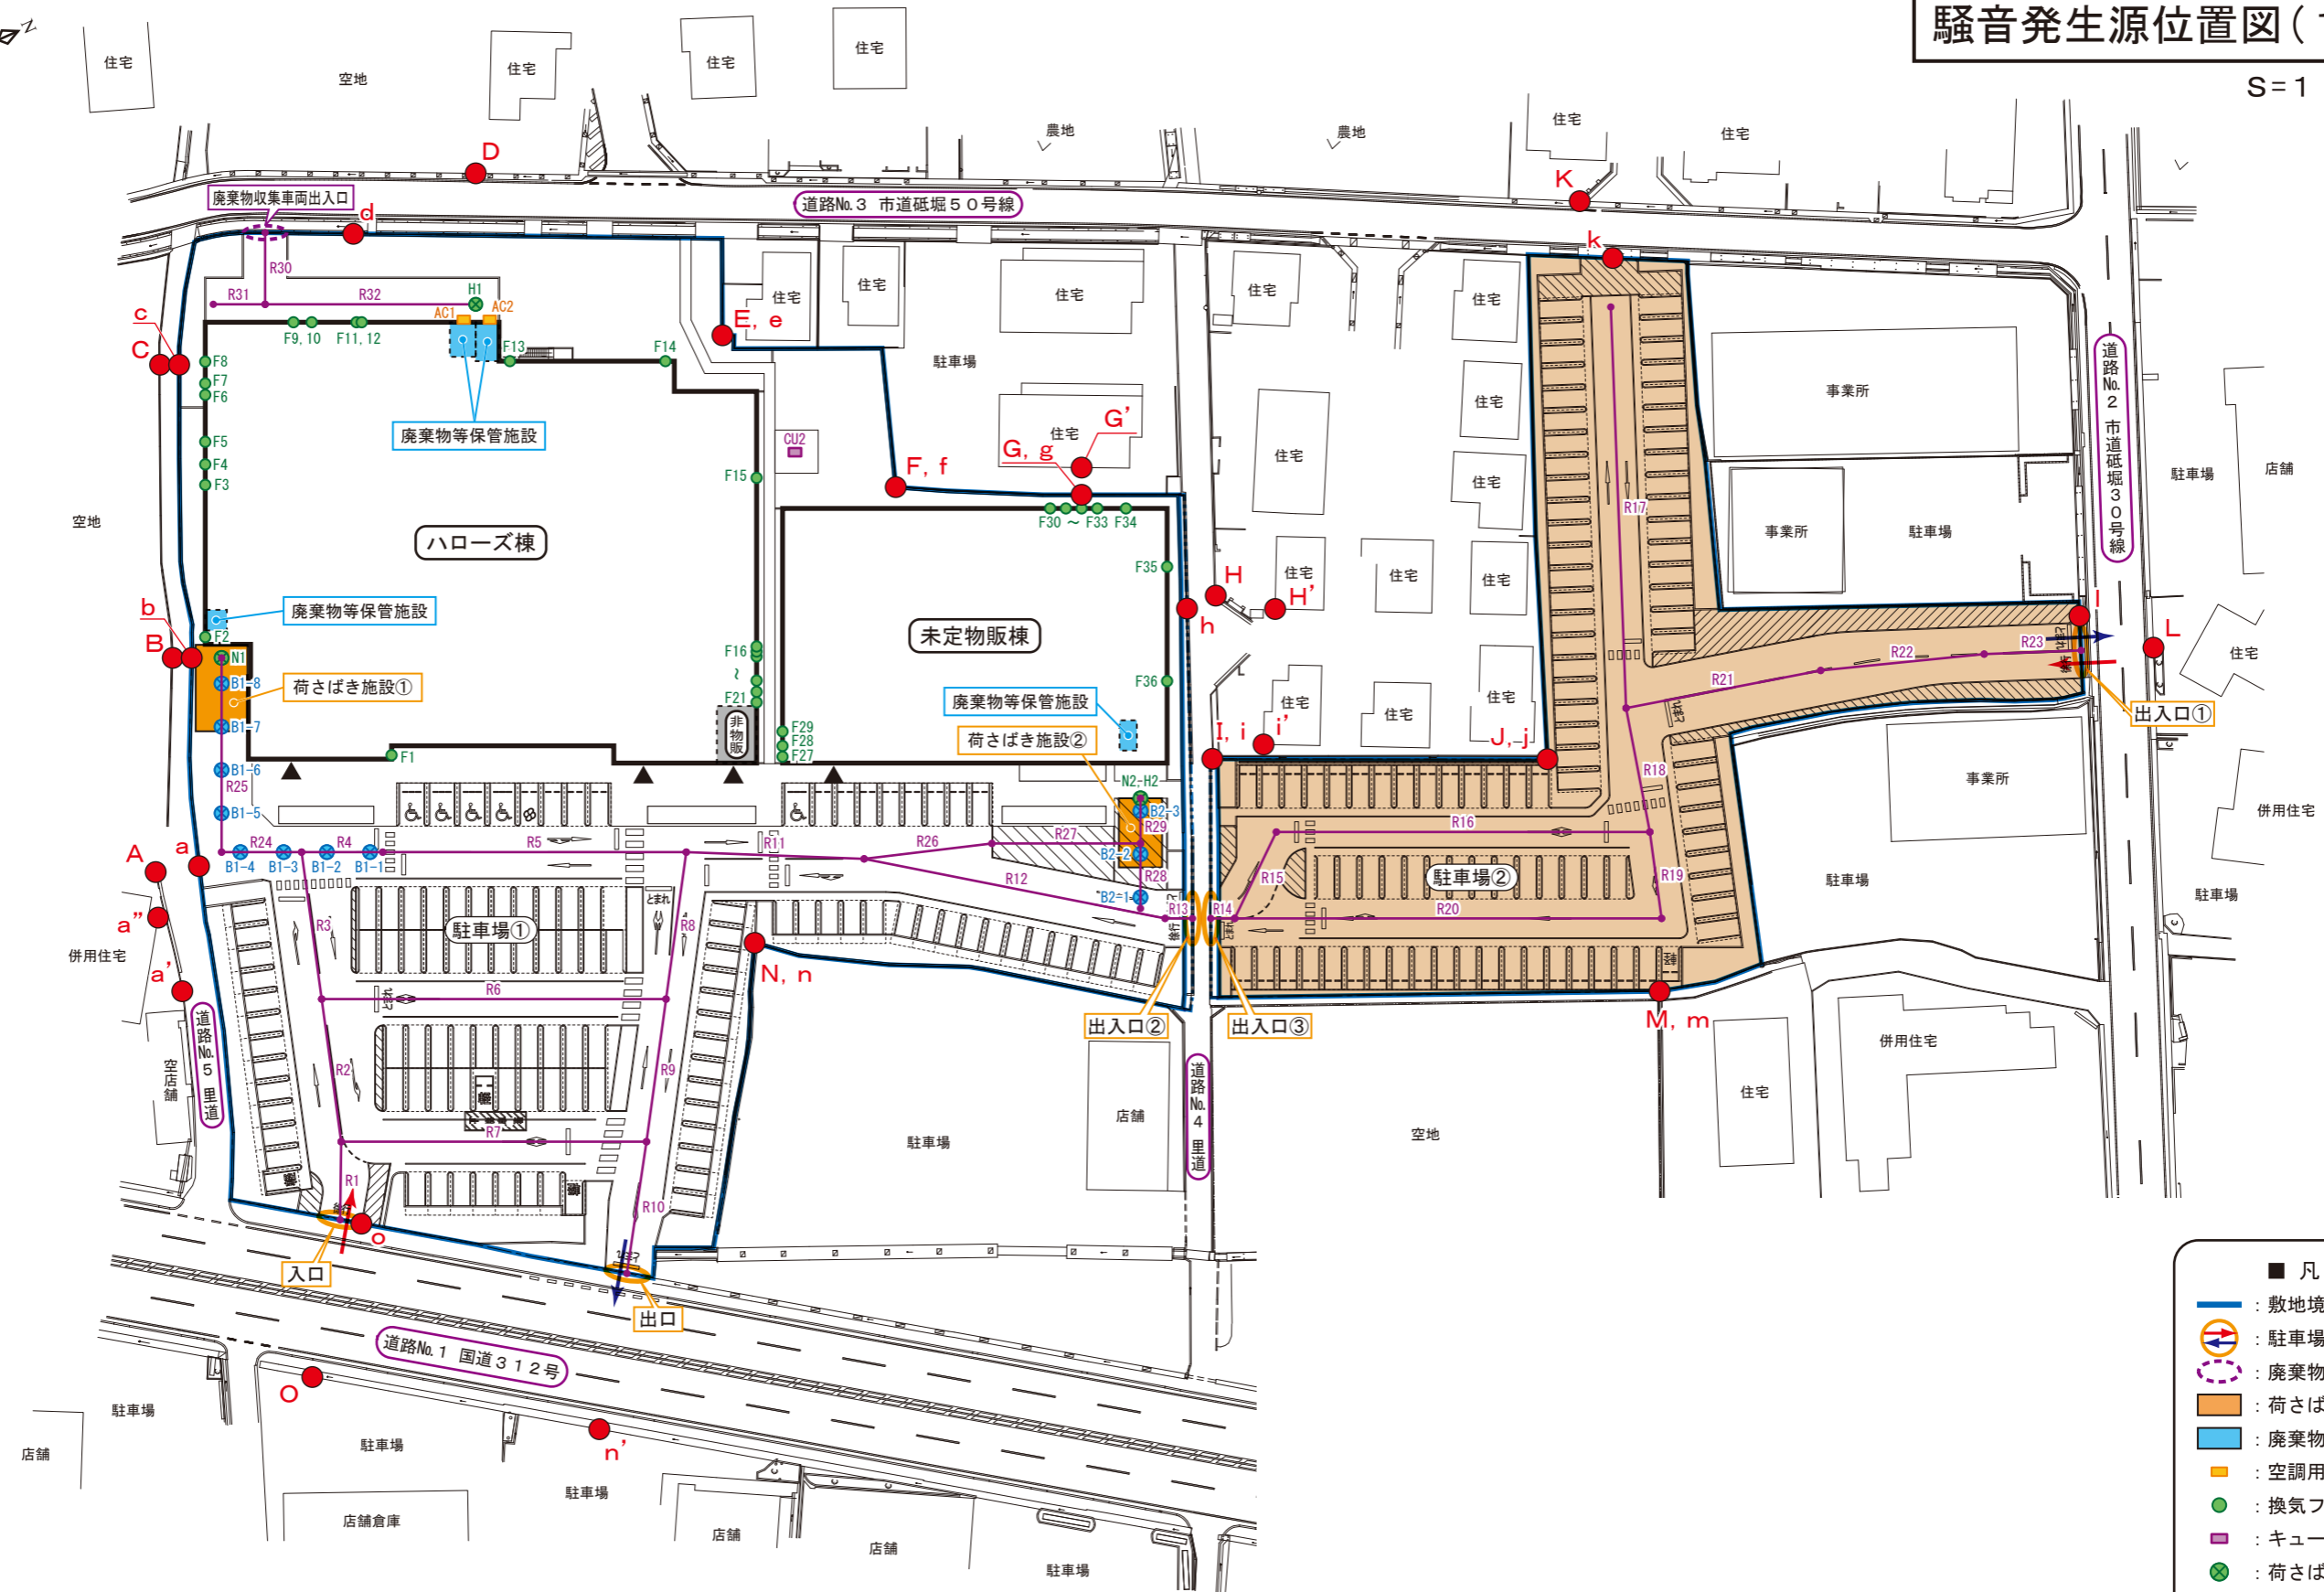 騒音発生源位置図(
S=1
N
住宅
空地
住宅
住宅
住宅
農地
農地
住宅
住宅
D
K
廃棄物収集車両出入口
道路No.3 市道砥堀50号線
d
k
R30
R31
R32
H1
AC1
AC2
F9,10
F11,12
F13
F14
c
C
F8
F7
F6
F5
F4
F3
廃棄物等保管施設
E, e
住宅
住宅
住宅
住宅
住宅
駐車場
CU2
住宅
G'
G, g
F, f
F15
F30 ~ F33 F34
住宅
住宅
住宅
R17
事業所
事業所
駐車場
道路No.2 市道砥堀30号線
駐車場
店舗
空地
ハローズ棟
F35
H
H'
h
住宅
住宅
住宅
b
B
廃棄物等保管施設
F2
N1
B1-8
B1-7
荷さばき施設①
F16
~
F21
未定物販棟
F36
廃棄物等保管施設
荷さばき施設②
非物販
F29
F28
F27
住宅
住宅
住宅
I, i
i'
J, j
l
L
R21
R22
R23
住宅
出入口①
F1
B1-6
R25
B1-5
N2-H2
B2-3
R29
B2-2
R28
B2-1
R18
事業所
併用住宅
A
a
R24
R4
R5
B1-4
B1-3
B1-2
B1-1
R11
R26
R27
R12
R13
R14
R15
R16
駐車場②
R19
R20
駐車場
駐車場
a"
a'
併用住宅
R3
駐車場①
とまれ
R8
N, n
徐行
とまれ
R6
R2
R9
R7
道路No.5 里道
空店舗
出入口②
出入口③
M, m
道路No.4 里道
店舗
駐車場
空地
住宅
併用住宅
R1
R10
o
入口
出口
道路No.1 国道312号
O
n'
駐車場
店舗
駐車場
店舗倉庫
駐車場
店舗
店舗
駐車場
■ 凡
: 敷地境
: 駐車場
: 廃棄物
: 荷さば
: 廃棄物
: 空調用
: 換気フ
: キュー
: 荷さば